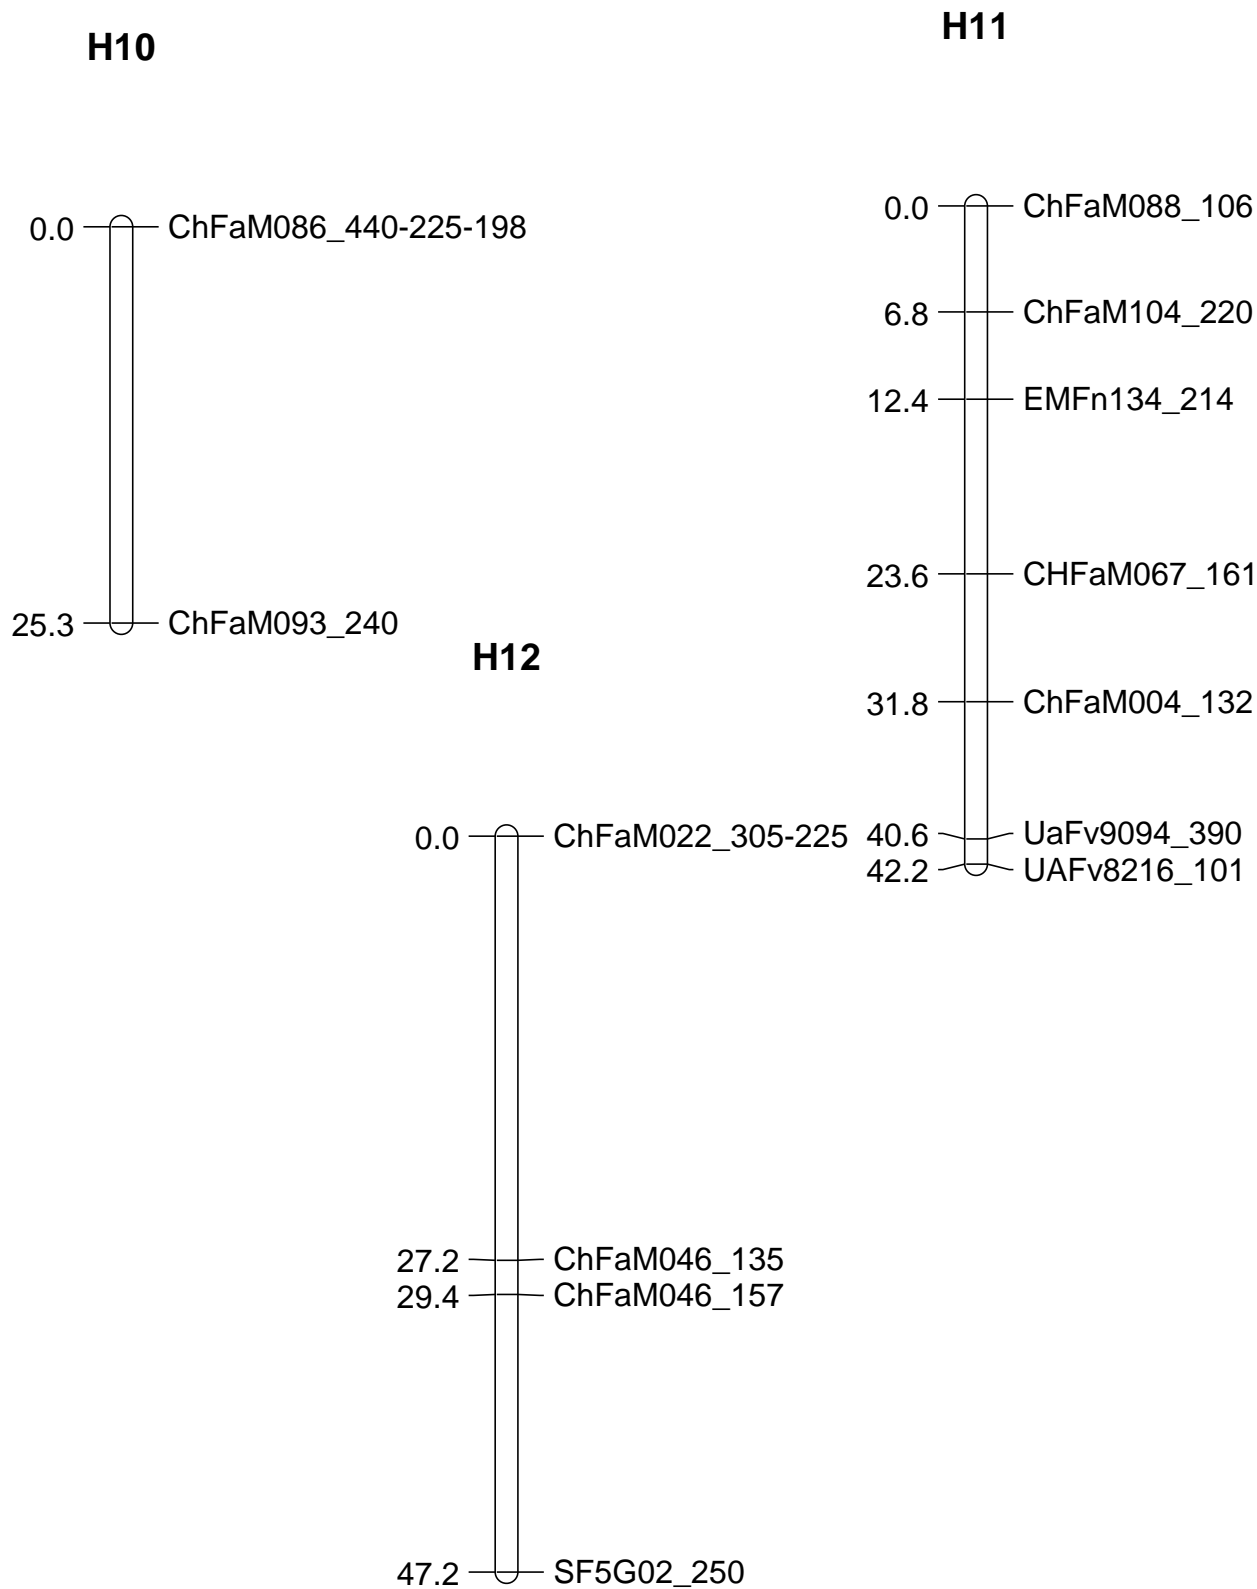 H10
0.0 ChFaM086_440-225-198
25.3 ChFaM093_240
H11
0.0 ChFaM088_106
6.8 ChFaM104_220
12.4 EMFn134_214
23.6 CHFaM067_161
31.8 ChFaM004_132
40.6 UaFv9094_390
42.2 UAFv8216_101
H12
0.0 ChFaM022_305-225
27.2 ChFaM046_135
29.4 ChFaM046_157
47.2 SF5G02_250